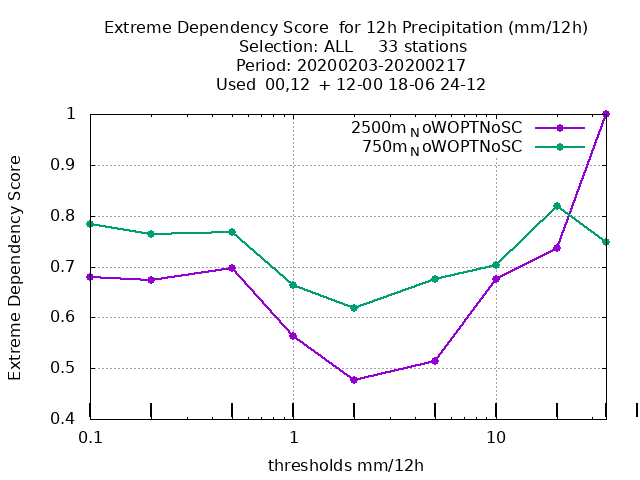 Extreme Dependency Score  for 12h Precipitation (mm/12h)
Selection: ALL     33 stations
Period: 20200203-20200217
Used  00,12  + 12-00 18-06 24-12
2500m_NoWOPTNoSC
750m_NoWOPTNoSC
1
0.9
0.8
0.7
0.6
0.5
0.4
Extreme Dependency Score
0.1
1
10
thresholds mm/12h